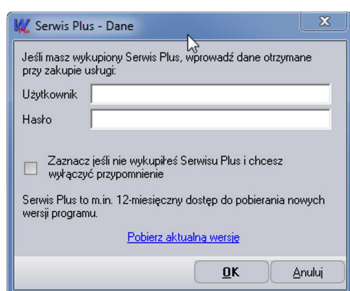 Serwis Plus - Dane
Jeśli masz wykupiony Serwis Plus, wprowadź dane otrzymane
przy zakupie usługi:
Użytkownik
Hasło
Zaznacz jeśli nie wykupiłeś Serwisu Plus i chcesz
wyłączyć przypomnienie
Serwis Plus to m.in. 12-miesięczny dostęp do pobierania nowych
wersji programu.
Pobierz aktualną wersję
OK
Anuluj